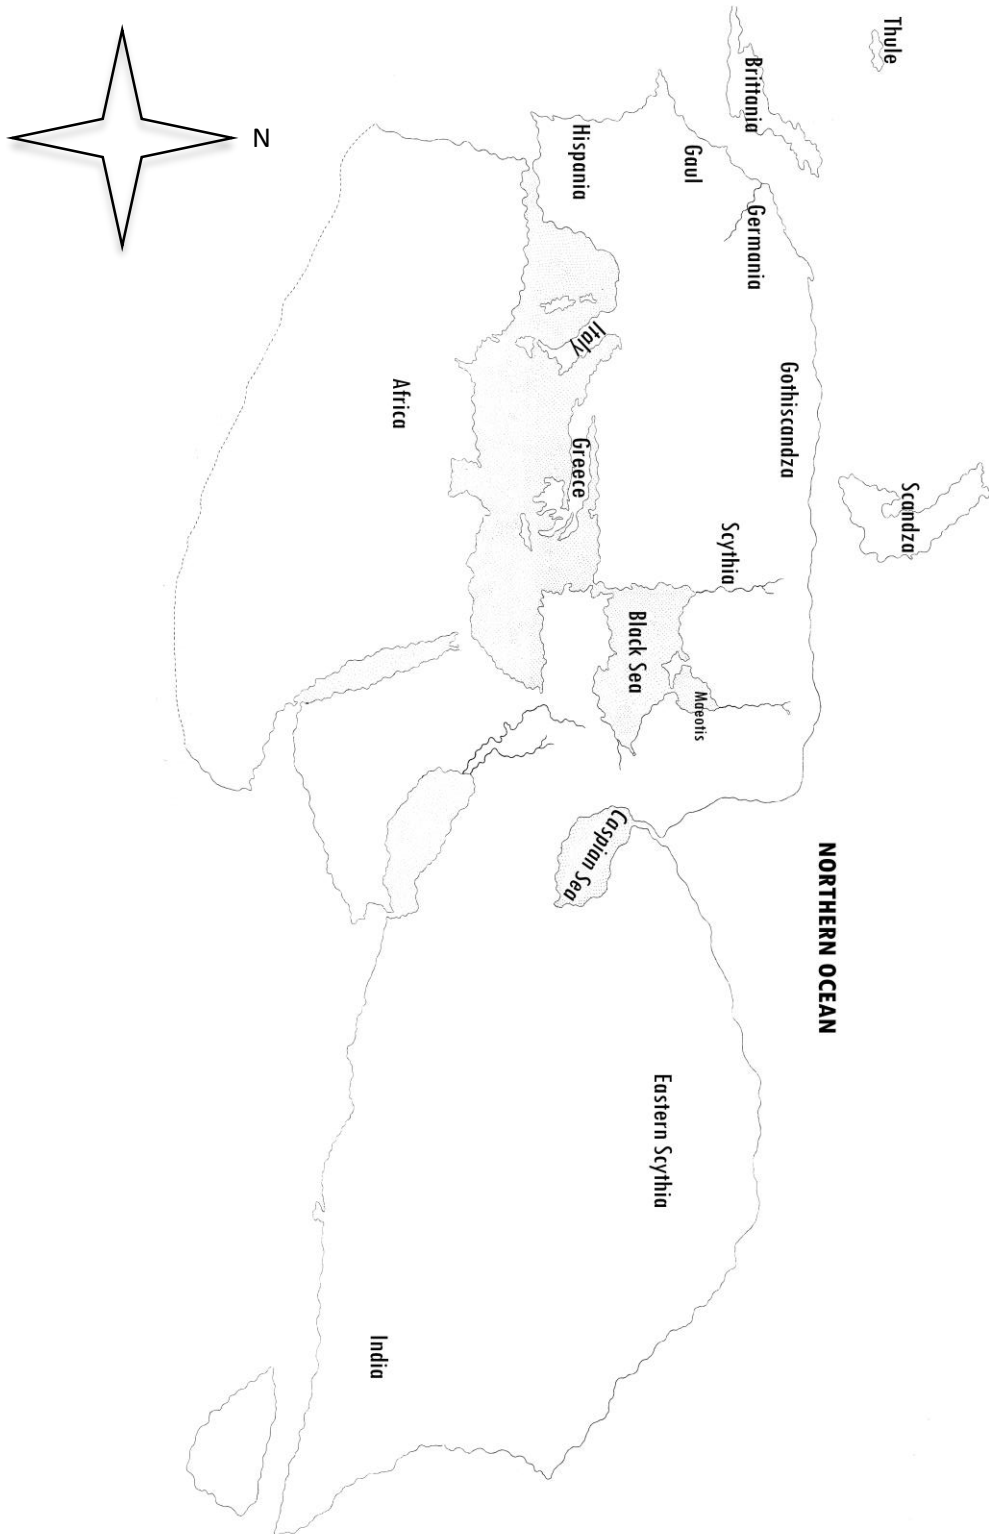 N
Thule
Brittania
Hispania
Gaul
Germania
Italy
Africa
Gothiscandza
Greece
Scandza
Scythia
Black Sea
Maeotis
Caspian Sea
NORTHERN OCEAN
Eastern Scythia
India